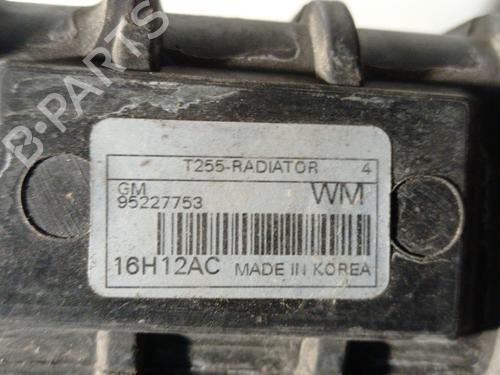 B-PARTS
T255-RADIATOR 4
GM WM
95227753
16H12AC MADE IN KOREA